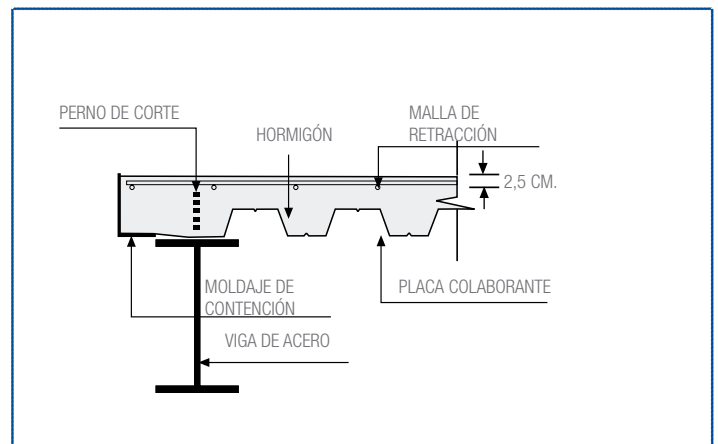 PERNO DE CORTE
HORMIGÓN
MALLA DE
RETRACCIÓN
2,5 CM.
MOLDAJE DE
CONTENCIÓN
PLACA COLABORANTE
VIGA DE ACERO